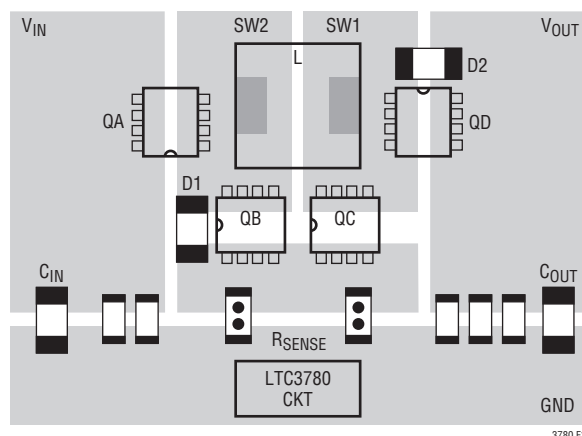 VIN SW2 SW1 VOUT
L
D2
QA QD
D1
QB QC
CIN COUT
RSENSE
LTC3780
CKT
GND